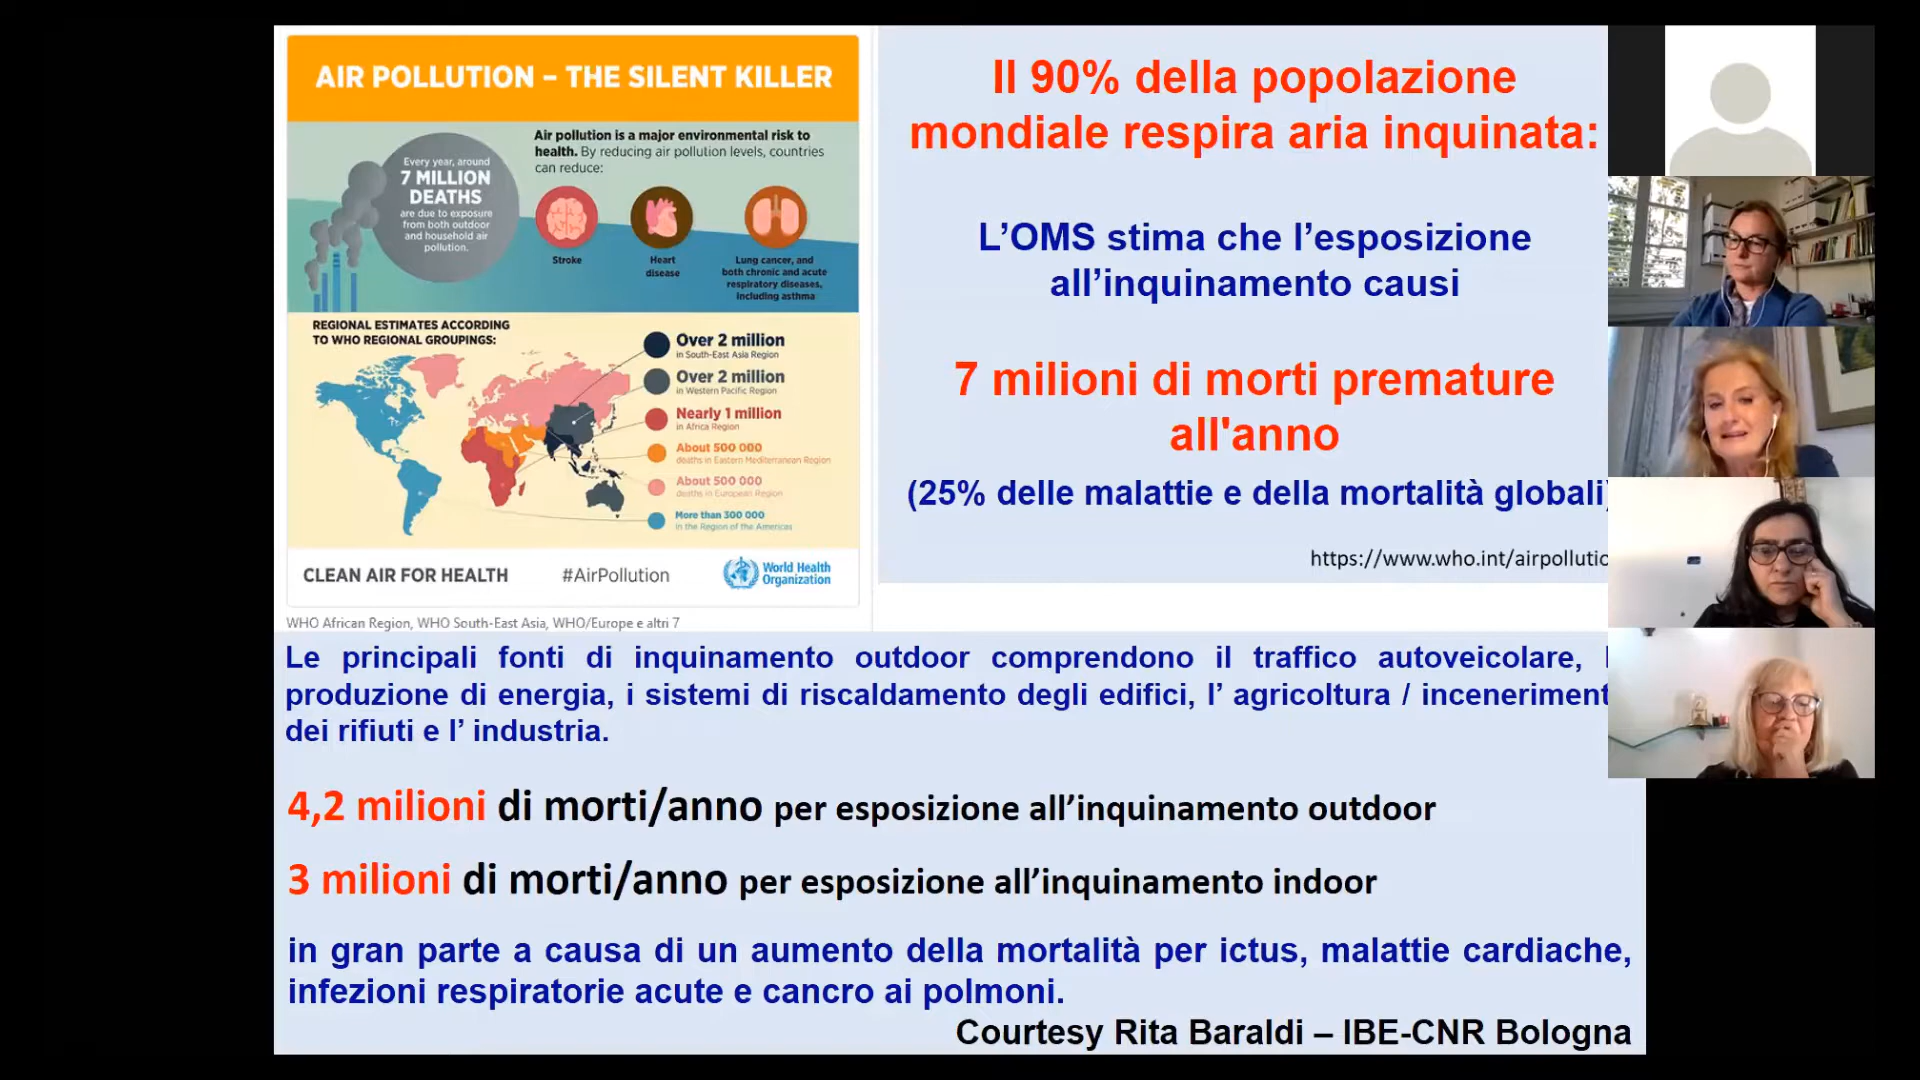 AIR POLLUTION – THE SILENT KILLER
Every year, around
7 MILLION
DEATHS
are due to exposure
from both outdoor
and household air
pollution.
Air pollution is a major environmental risk to
health. By reducing air pollution levels, countries
can reduce:
Stroke
Heart
disease
Lung cancer, and
both chronic and acute
respiratory diseases,
including asthma
REGIONAL ESTIMATES ACCORDING
TO WHO REGIONAL GROUPINGS:
Over 2 million
in South-East Asia Region
Over 2 million
in Western Pacific Region
Nearly 1 million
in Africa Region
About 500 000
deaths in Eastern Mediterranean Region
About 500 000
deaths in European Region
More than 300 000
in the Region of the Americas
CLEAN AIR FOR HEALTH
#AirPollution
World Health
Organization
WHO African Region, WHO South-East Asia, WHO/Europe e altri 7
Il 90% della popolazione
mondiale respira aria inquinata:
L’OMS stima che l’esposizione
all’inquinamento causi
7 milioni di morti premature
all'anno
(25% delle malattie e della mortalità globali)
https://www.who.int/airpollutio
Le principali fonti di inquinamento outdoor comprendono il traffico autoveicolare,
produzione di energia, i sistemi di riscaldamento degli edifici, l’ agricoltura / inceneriment
dei rifiuti e l’ industria.
4,2 milioni di morti/anno per esposizione all’inquinamento outdoor
3 milioni di morti/anno per esposizione all’inquinamento indoor
in gran parte a causa di un aumento della mortalità per ictus, malattie cardiache,
infezioni respiratorie acute e cancro ai polmoni.
Courtesy Rita Baraldi – IBE-CNR Bologna